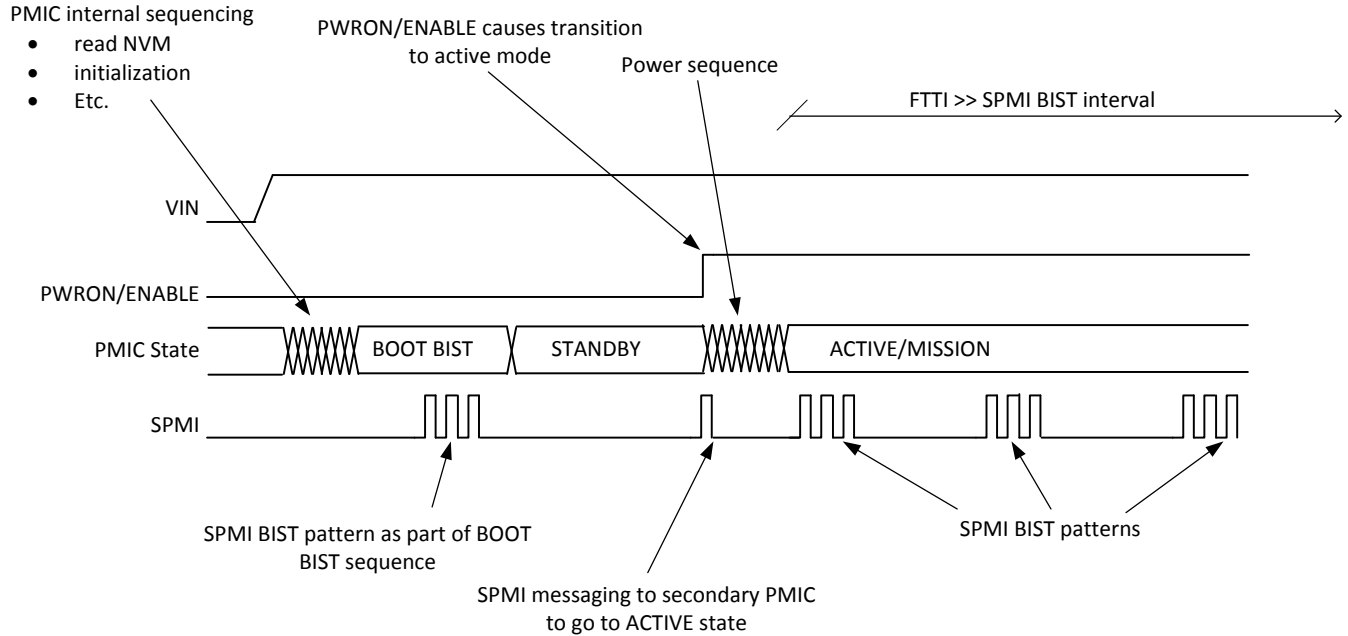 PMIC internal sequencing
• read NVM
• initialization
• Etc.
PWRON/ENABLE causes transition
to active mode
Power sequence
FTTI >> SPMI BIST interval
VIN
PWRON/ENABLE
PMIC State
BOOT BIST
STANDBY
ACTIVE/MISSION
SPMI
SPMI BIST pattern as part of BOOT
BIST sequence
SPMI messaging to secondary PMIC
to go to ACTIVE state
SPMI BIST patterns